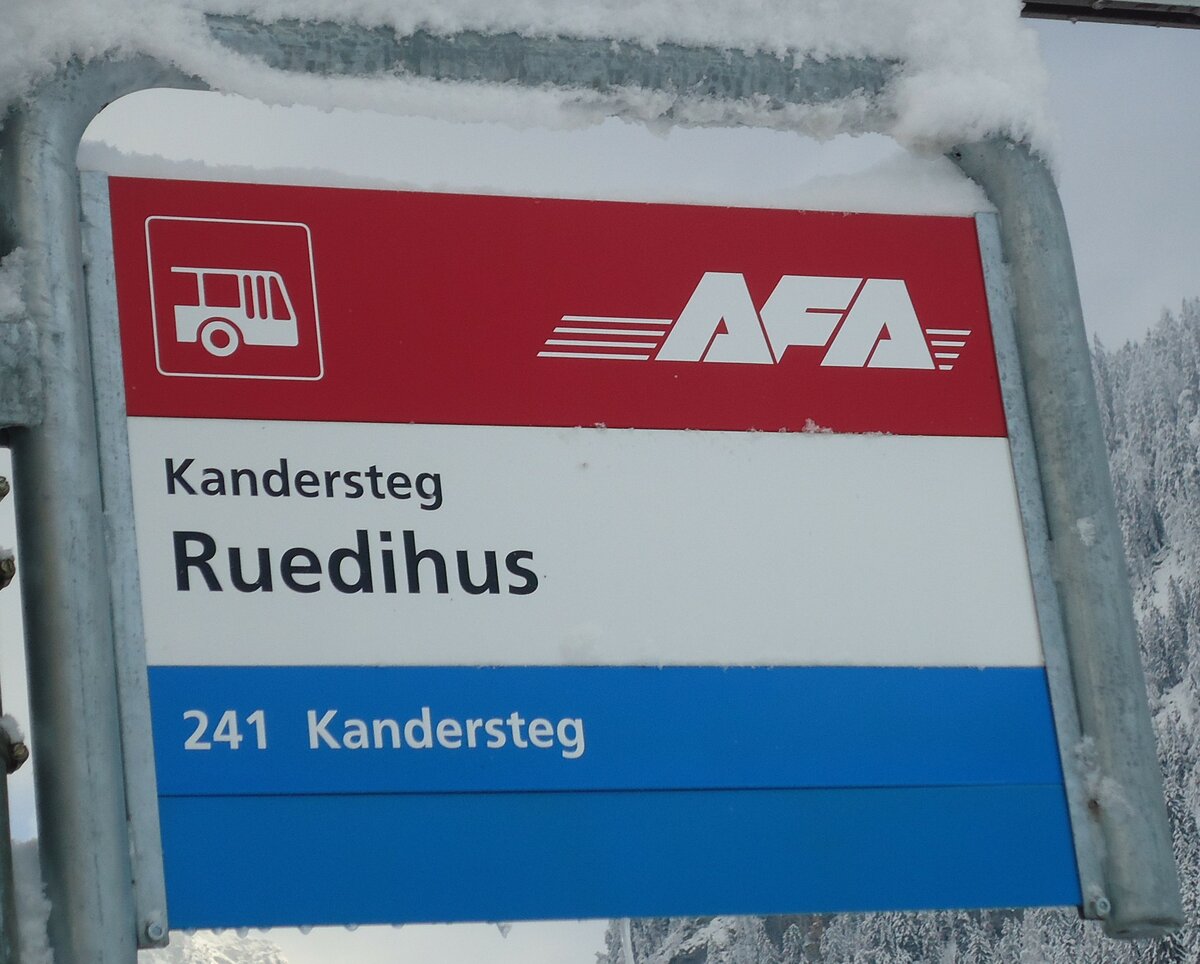 AFA
Kandersteg
Ruedihus
241 Kandersteg